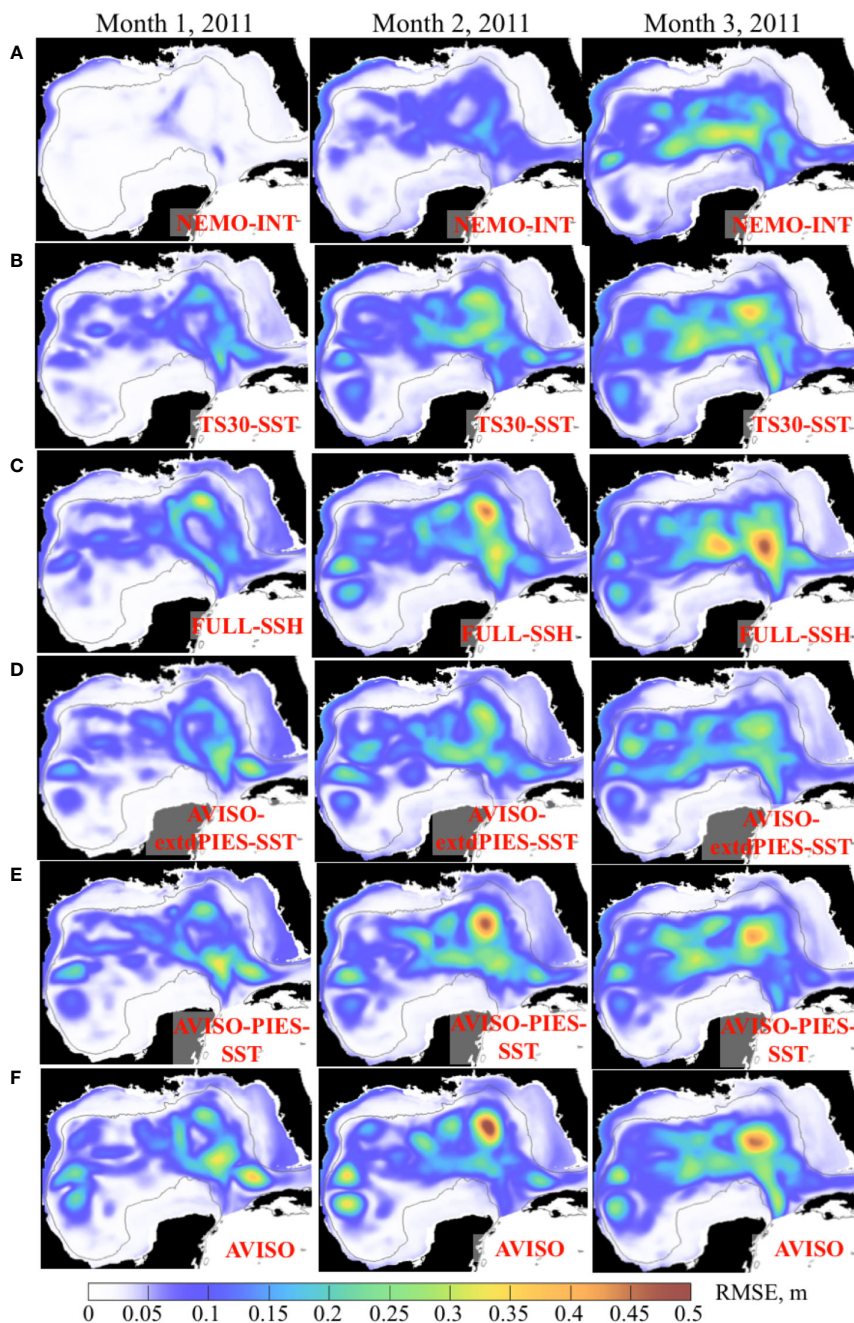 Month 1, 2011 Month 2, 2011 Month 3, 2011
A
NEMO-INT NEMO-INT NEMO-INT
B
TS30-SST TS30-SST TS30-SST
C
FULL-SSH FULL-SSH FULL-SSH
D
AVISO- AVISO- AVISO-
extdPIES-SST extdPIES-SST extdPIES-SST
E
AVISO-PIES- AVISO-PIES- AVISO-PIES-
SST SST SST
F
AVISO AVISO AVISO
RMSE, m
0 0.05 0.1 0.15 0.2 0.25 0.3 0.35 0.4 0.45 0.5